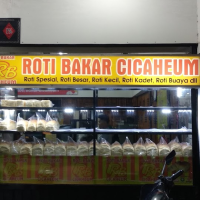 ROTI BAKAR CICAHEUM
Roti Spesial, Roti Besar, Roti Kecil, Roti Kadet, Roti Buaya dll